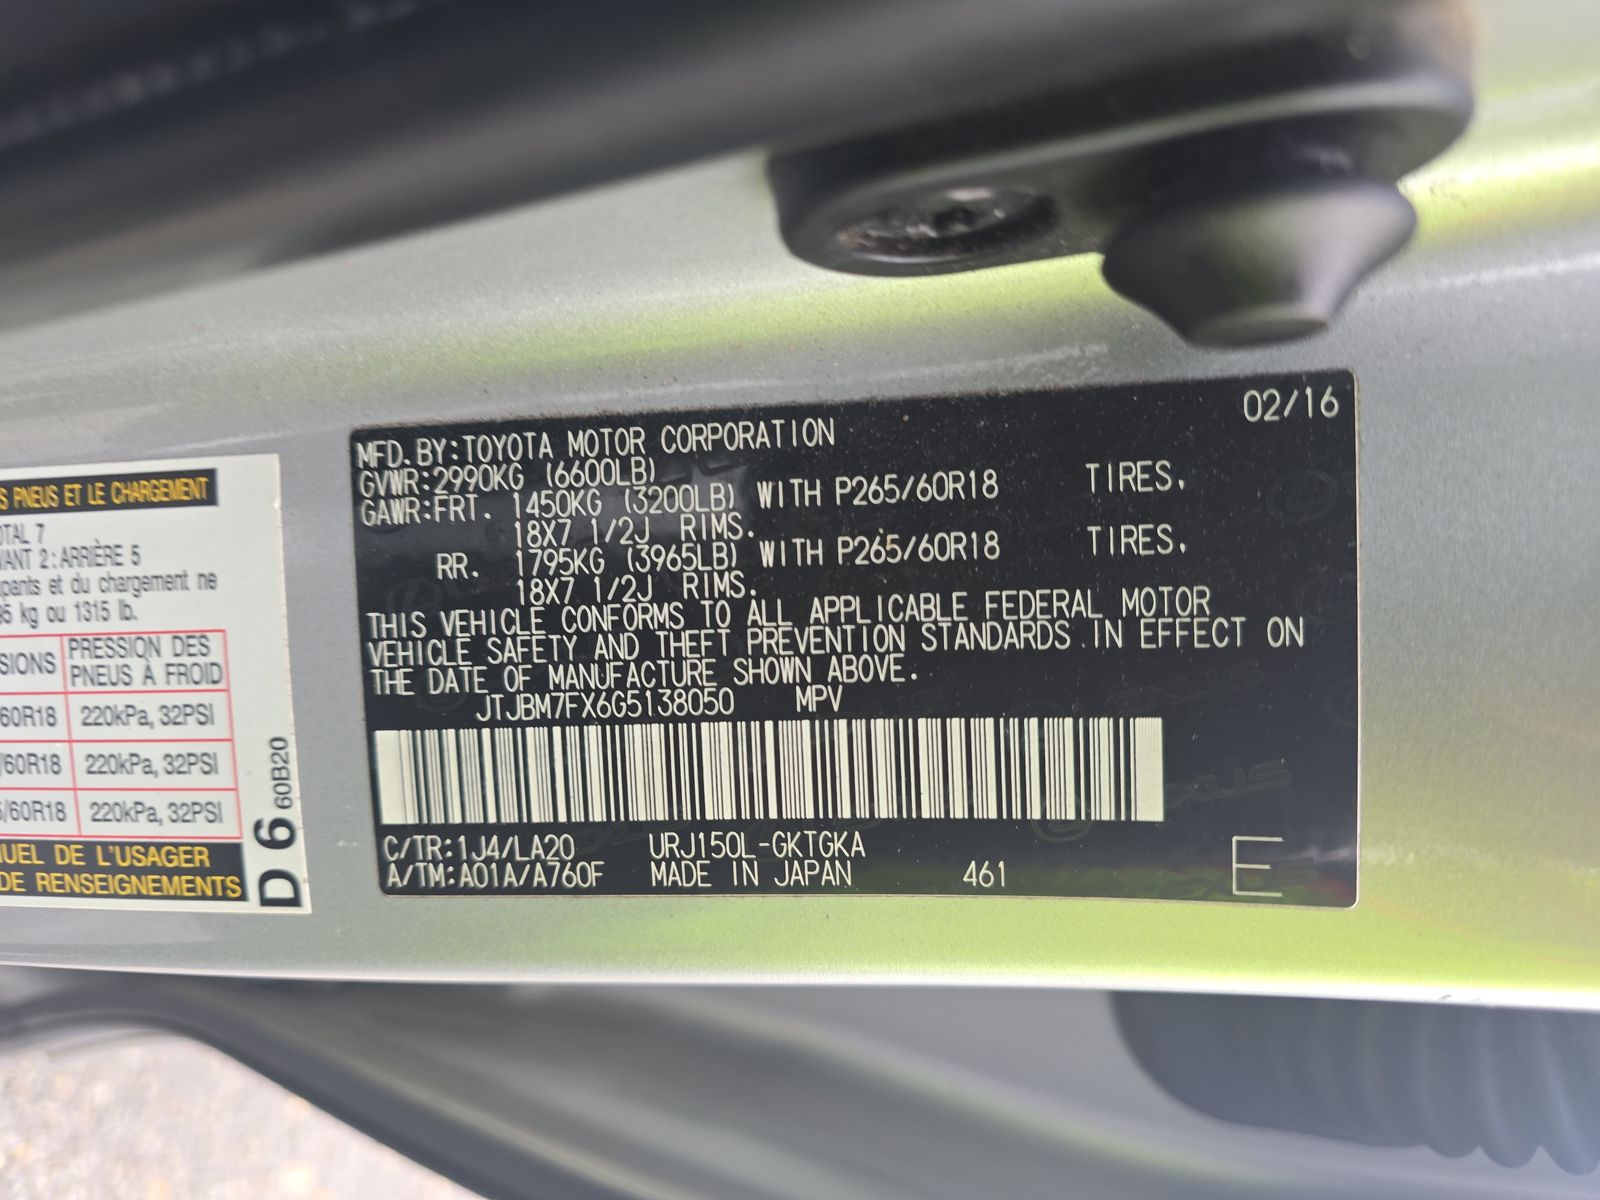 S PNEUS ET LE CHARGEMENT
OTAL 7
VANT 2 : ARRIÈRE 5
pants et du chargement ne
95 kg ou 1315 lb.
SIONS PRESSION DES PNEUS À FROID
60R18 220kPa, 32PSI
/60R18 220kPa, 32PSI
/60R18 220kPa, 32PSI
UEL DE L'USAGER
DE RENSEIGNEMENTS
D 6 60B20
02/16
MFD. BY: TOYOTA MOTOR CORPORATION
GVWR: 2990KG (6600LB)
GAWR: FRT. 1450KG (3200LB) WITH P265/60R18 TIRES,
18X7 1/2J RIMS.
RR. 1795KG (3965LB) WITH P265/60R18 TIRES,
18X7 1/2J RIMS.
THIS VEHICLE CONFORMS TO ALL APPLICABLE FEDERAL MOTOR
VEHICLE SAFETY AND THEFT PREVENTION STANDARDS IN EFFECT ON
THE DATE OF MANUFACTURE SHOWN ABOVE.
JTJBM7FX6G5138050 MPV
C/TR: 1J4/LA20 URJ150L-GKTGKA
A/TM: A01A/A760F MADE IN JAPAN 461 E